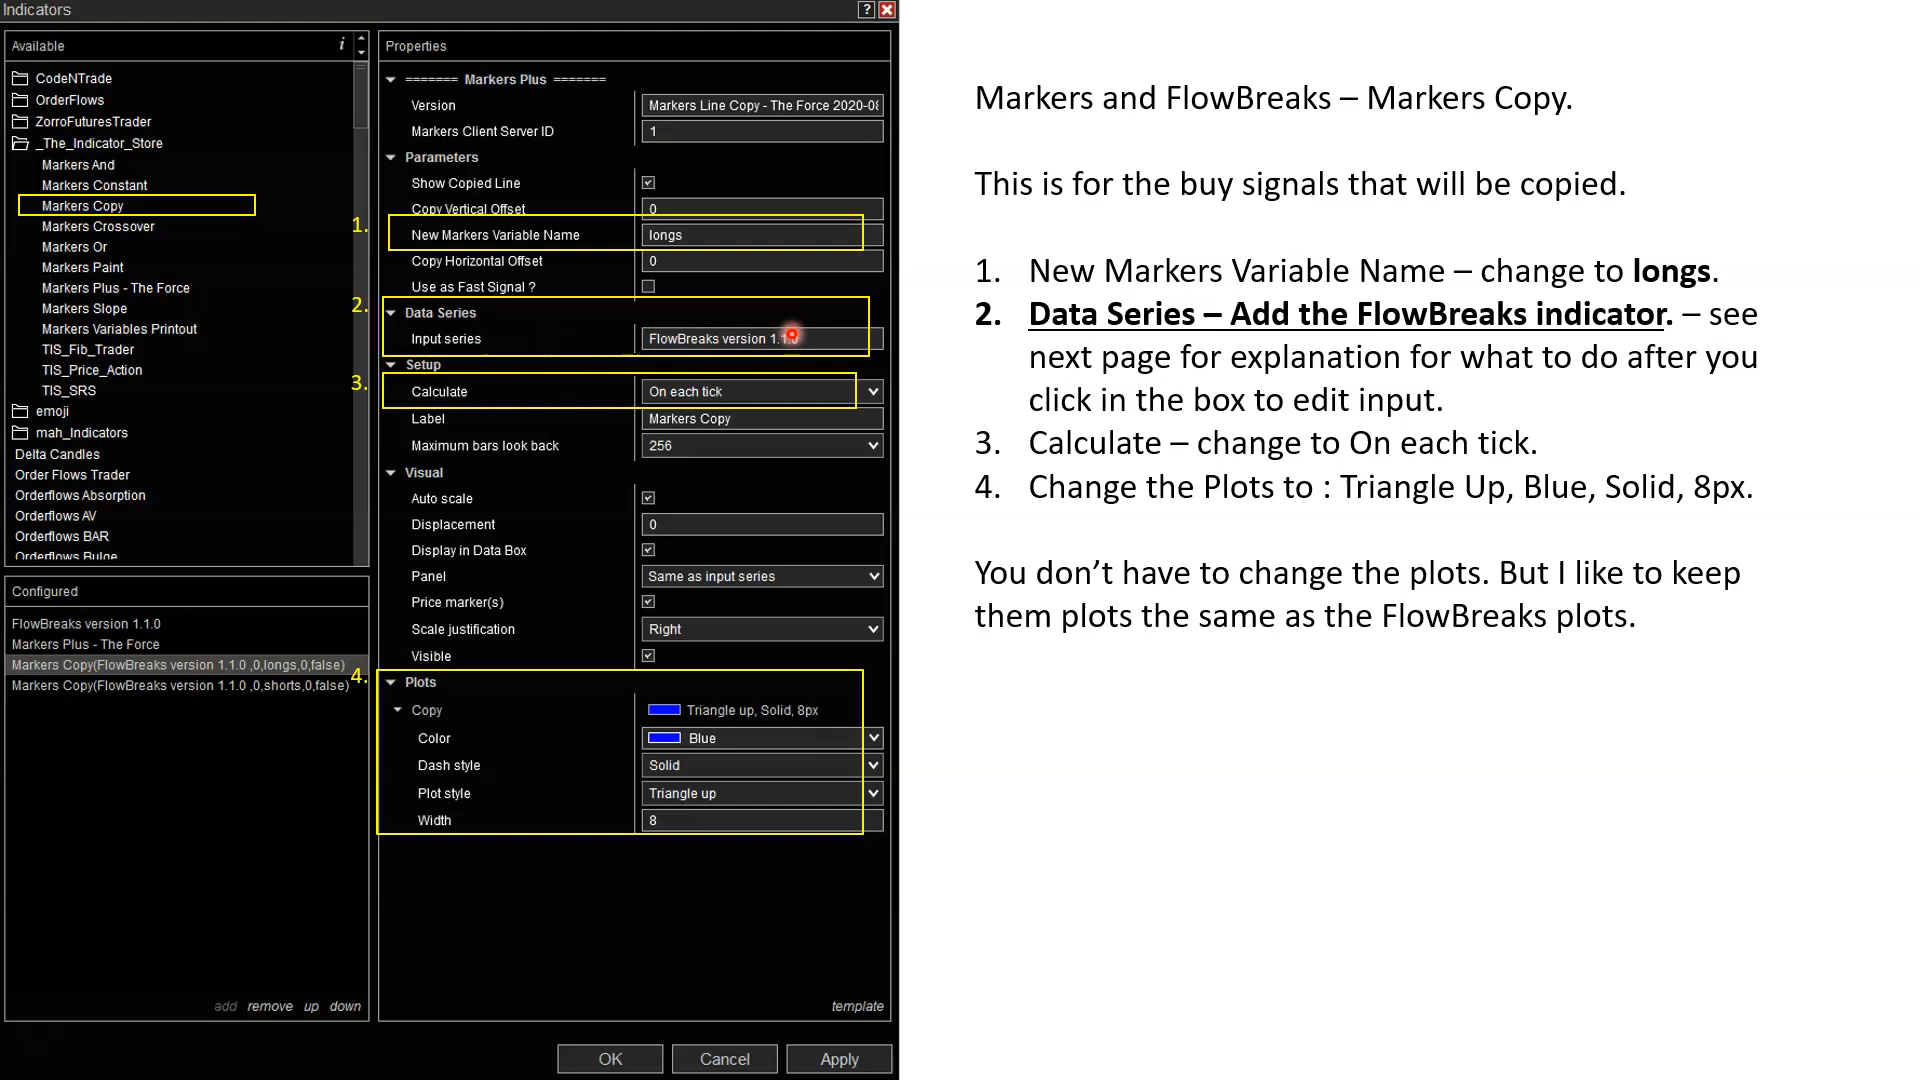 Indicators
?
Available
i
CodeNTrade
OrderFlows
ZorroFuturesTrader
_The_Indicator_Store
Markers And
Markers Constant
Markers Copy
Markers Crossover
Markers Or
Markers Paint
Markers Plus - The Force
Markers Slope
Markers Variables Printout
TIS_Fib_Trader
TIS_Price_Action
TIS_SRS
emoji
mah_Indicators
Delta Candles
Order Flows Trader
Orderflows Absorption
Orderflows AV
Orderflows BAR
Orderflows Bulge
Configured
FlowBreaks version 1.1.0
Markers Plus - The Force
Markers Copy(FlowBreaks version 1.1.0 ,0,longs,0,false)
Markers Copy(FlowBreaks version 1.1.0 ,0,shorts,0,false)
add remove up down
Properties
======= Markers Plus =======
Version Markers Line Copy - The Force 2020-08
Markers Client Server ID 1
Parameters
Show Copied Line
Copy Vertical Offset 0
1. New Markers Variable Name longs
Copy Horizontal Offset 0
Use as Fast Signal ?
2. Data Series
Input series FlowBreaks version 1.1.0
Setup
3. Calculate On each tick
Label Markers Copy
Maximum bars look back 256
Visual
Auto scale
Displacement 0
Display in Data Box
Panel Same as input series
Price marker(s)
Scale justification Right
Visible
4. Plots
Copy Triangle up, Solid, 8px
Color Blue
Dash style Solid
Plot style Triangle up
Width 8
template
OK Cancel Apply
Markers and FlowBreaks – Markers Copy.
This is for the buy signals that will be copied.
1. New Markers Variable Name – change to longs.
2. Data Series – Add the FlowBreaks indicator. – see
next page for explanation for what to do after you
click in the box to edit input.
3. Calculate – change to On each tick.
4. Change the Plots to : Triangle Up, Blue, Solid, 8px.
You don’t have to change the plots. But I like to keep
them plots the same as the FlowBreaks plots.